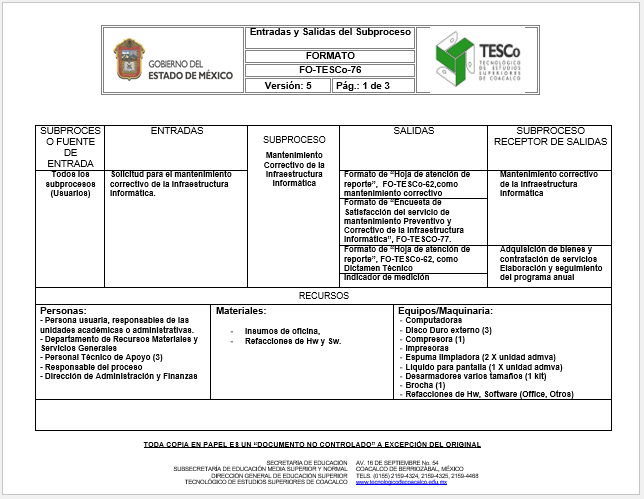 GOBIERNO DEL
ESTADO DE MÉXICO
Entradas y Salidas del Subproceso
FORMATO
FO-TESCo-76
Versión: 5
Pág.: 1 de 3
TESCo
TECNOLÓGICO
DE ESTUDIOS
SUPERIORES
DE COACALCO
SUBPROCES
O FUENTE
DE
ENTRADA
ENTRADAS
SUBPROCESO
Mantenimiento
Correctivo de la
Infraestructura
Informática
SALIDAS
SUBPROCESO
RECEPTOR DE SALIDAS
Todos los
subprocesos
(Usuarios)
Solicitud para el mantenimiento
correctivo de la infraestructura
informática.
Formato de "Hoja de atención de
reporte", FO-TESCo-62,como
mantenimiento correctivo
Formato de "Encuesta de
Satisfacción del servicio de
mantenimiento Preventivo y
Correctivo de la Infraestructura
Informática", FO-TESCO-77.
Formato de "Hoja de atención de
reporte", FO-TESCo-62, como
Dictamen Técnico
Indicador de medición
Mantenimiento correctivo
de la infraestructura
informática
Adquisición de bienes y
contratación de servicios
Elaboración y seguimiento
del programa anual
RECURSOS
Personas:
- Persona usuaria, responsables de las
unidades académicas o administrativas.
- Departamento de Recursos Materiales y
Servicios Generales
- Personal Técnico de Apoyo (3)
- Responsable del proceso
- Dirección de Administración y Finanzas
Materiales:
- Insumos de oficina,
- Refacciones de Hw y Sw.
Equipos/Maquinaria:
- Computadoras
- Disco Duro externo (3)
- Compresora (1)
- Impresoras
- Espuma limpiadora (2 X unidad admva)
- Liquido para pantalla (1 X unidad admva)
- Desarmadores varios tamaños (1 kit)
- Brocha (1)
- Refacciones de Hw, Software (Office, Otros)
TODA COPIA EN PAPEL ES UN "DOCUMENTO NO CONTROLADO" A EXCEPCIÓN DEL ORIGINAL
SECRETARÍA DE EDUCACIÓN
SUBSECRETARÍA DE EDUCACIÓN MEDIA SUPERIOR Y NORMAL
DIRECCIÓN GENERAL DE EDUCACIÓN SUPERIOR
TECNOLÓGICO DE ESTUDIOS SUPERIORES DE COACALCO
AV. 16 DE SEPTIEMBRE No. 54
COACALCO DE BERRIOZÁBAL, MÉXICO
TELS. (0155) 2159-4324, 2159-4325, 2159-4468
www.tecnologicodecoacalco.edu.mx